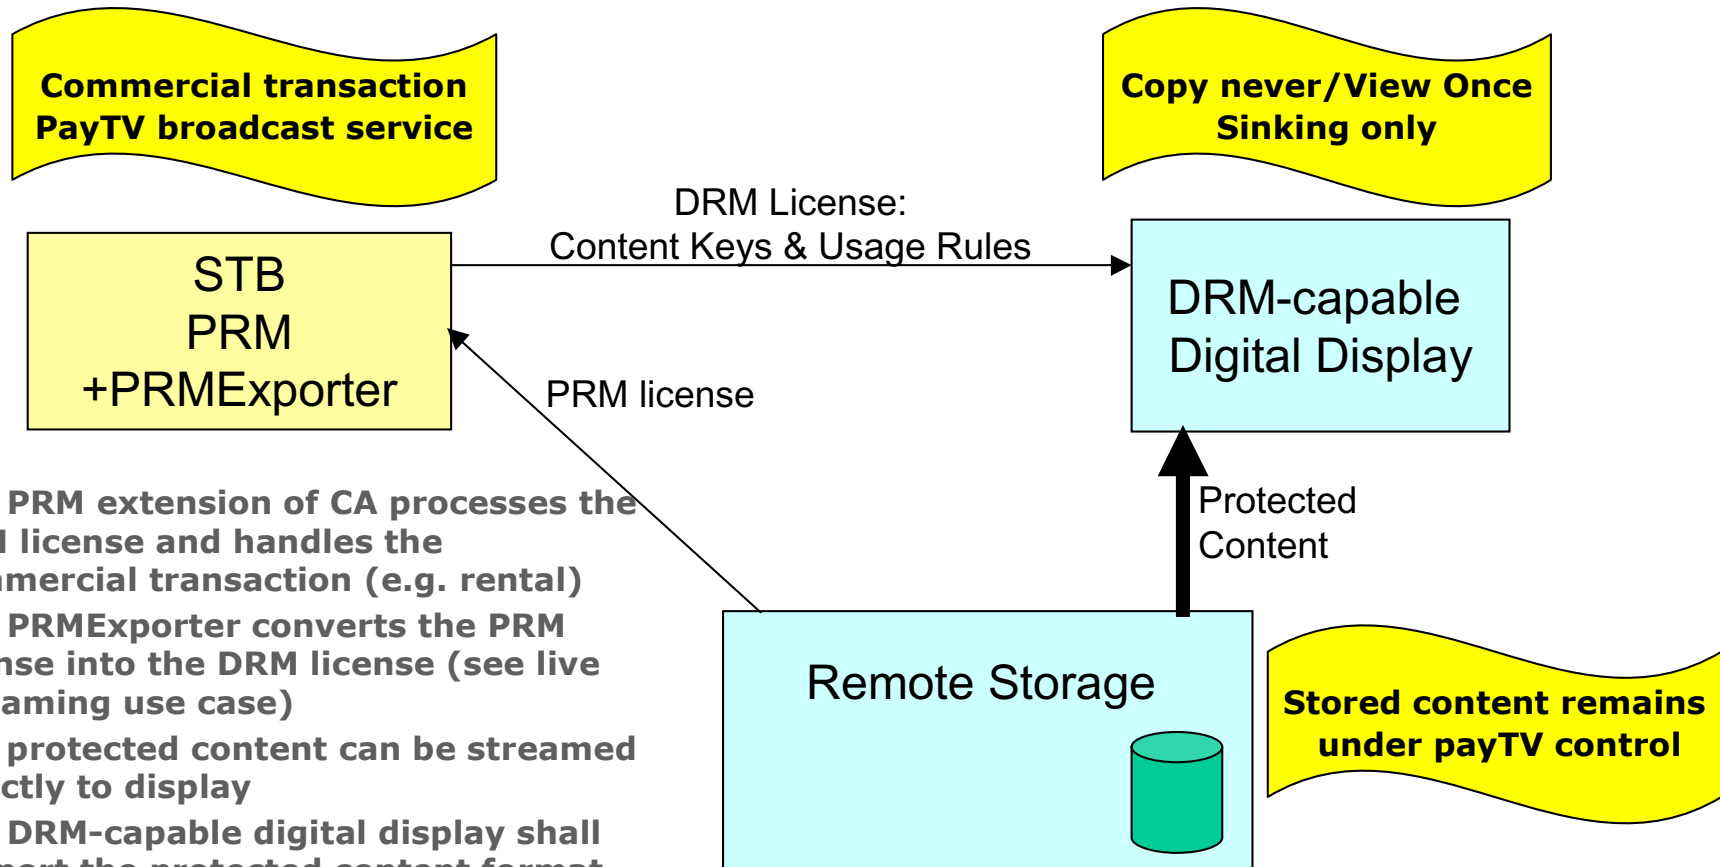 Commercial transaction
PayTV broadcast service
Copy never/View Once
Sinking only
DRM License:
Content Keys & Usage Rules
STB
PRM
+PRMExporter
DRM-capable
Digital Display
PRM license
Protected
Content
PRM extension of CA processes the
license and handles the
commercial transaction (e.g. rental)
PRMExporter converts the PRM
license into the DRM license (see live
streaming use case)
protected content can be streamed
directly to display
DRM-capable digital display shall
the protected content format
Remote Storage
Stored content remains
under payTV control